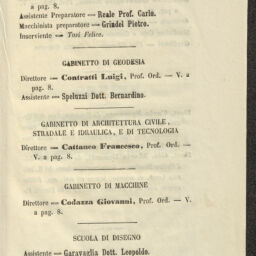 a pag. 8.
Assistente Preparatore — Reale Prof. Carlo.
Macchinista preparatore — Grindel Pietro.
Inserviente — Tosi Felice.
GABINETTO DI GEODESIA
Direttore — Contratti Luigi, Prof. Ord. — V. a
pag. 8.
Assistente — Speluzzi Dott. Bernardino.
GABINETTO DI ARCHITETTURA CIVILE,
STRADALE E IDRAULICA, E DI TECNOLOGIA
Direttore — Cattaneo Francesco, Prof. Ord. —
V. a pag. 8.
GABINETTO DI MACCHINE
Direttore — Codazza Giovanni, Prof. Ord. — V.
a pag. 8.
SCUOLA DI DISEGNO
Assistente — Garavaglia Dott. Leopoldo.